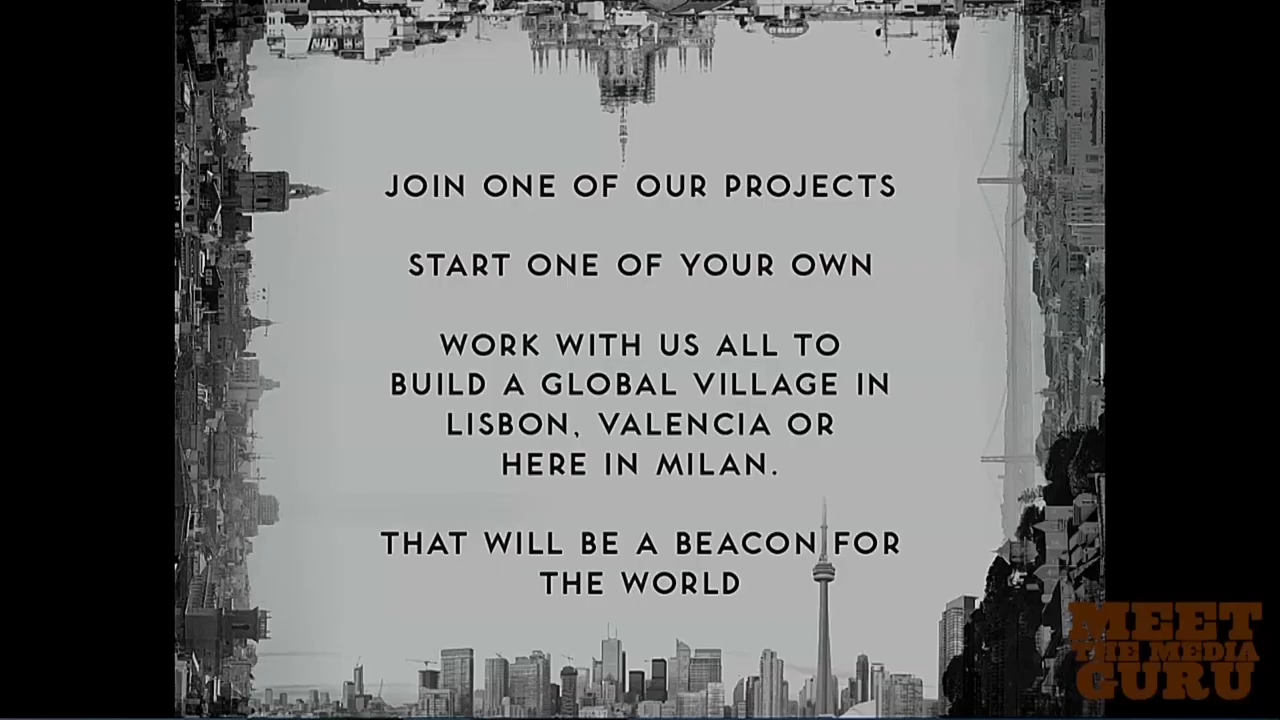 JOIN ONE OF OUR PROJECTS
START ONE OF YOUR OWN
WORK WITH US ALL TO
BUILD A GLOBAL VILLAGE IN
LISBON, VALENCIA OR
HERE IN MILAN.
THAT WILL BE A BEACON FOR
THE WORLD
MEET
THE MEDIA
GURU